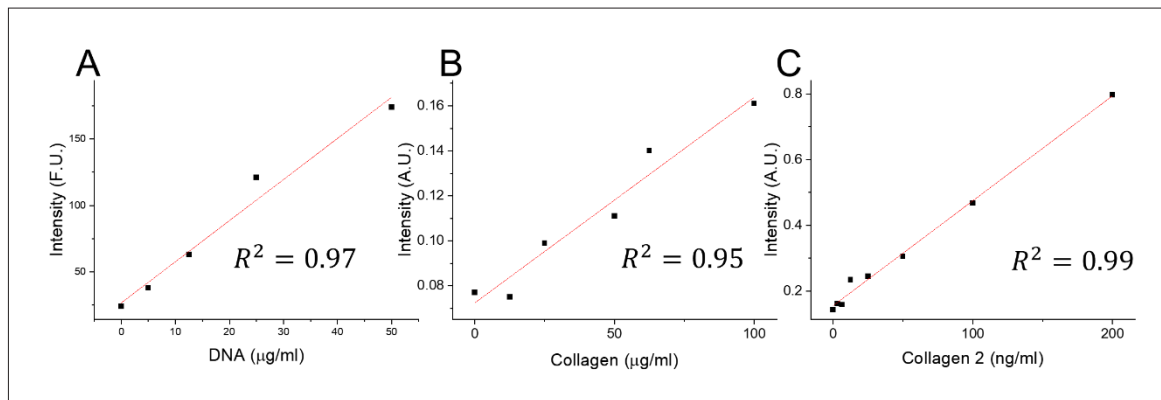 A
Intensity (F.U.)
150
100
50
0
10
20
30
40
50
DNA (μg/ml)
R² = 0.97
B
Intensity (A.U.)
0.16
0.14
0.12
0.10
0.08
0
50
100
Collagen (μg/ml)
R² = 0.95
C
Intensity (A.U.)
0.8
0.6
0.4
0.2
0
100
200
Collagen 2 (ng/ml)
R² = 0.99